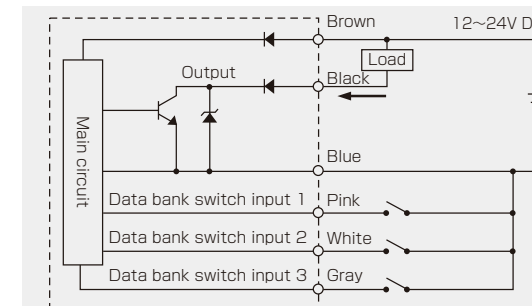 Brown
12~24V D
Load
Output
Black
Main circuit
Blue
Data bank switch input 1
Pink
Data bank switch input 2
White
Data bank switch input 3
Gray